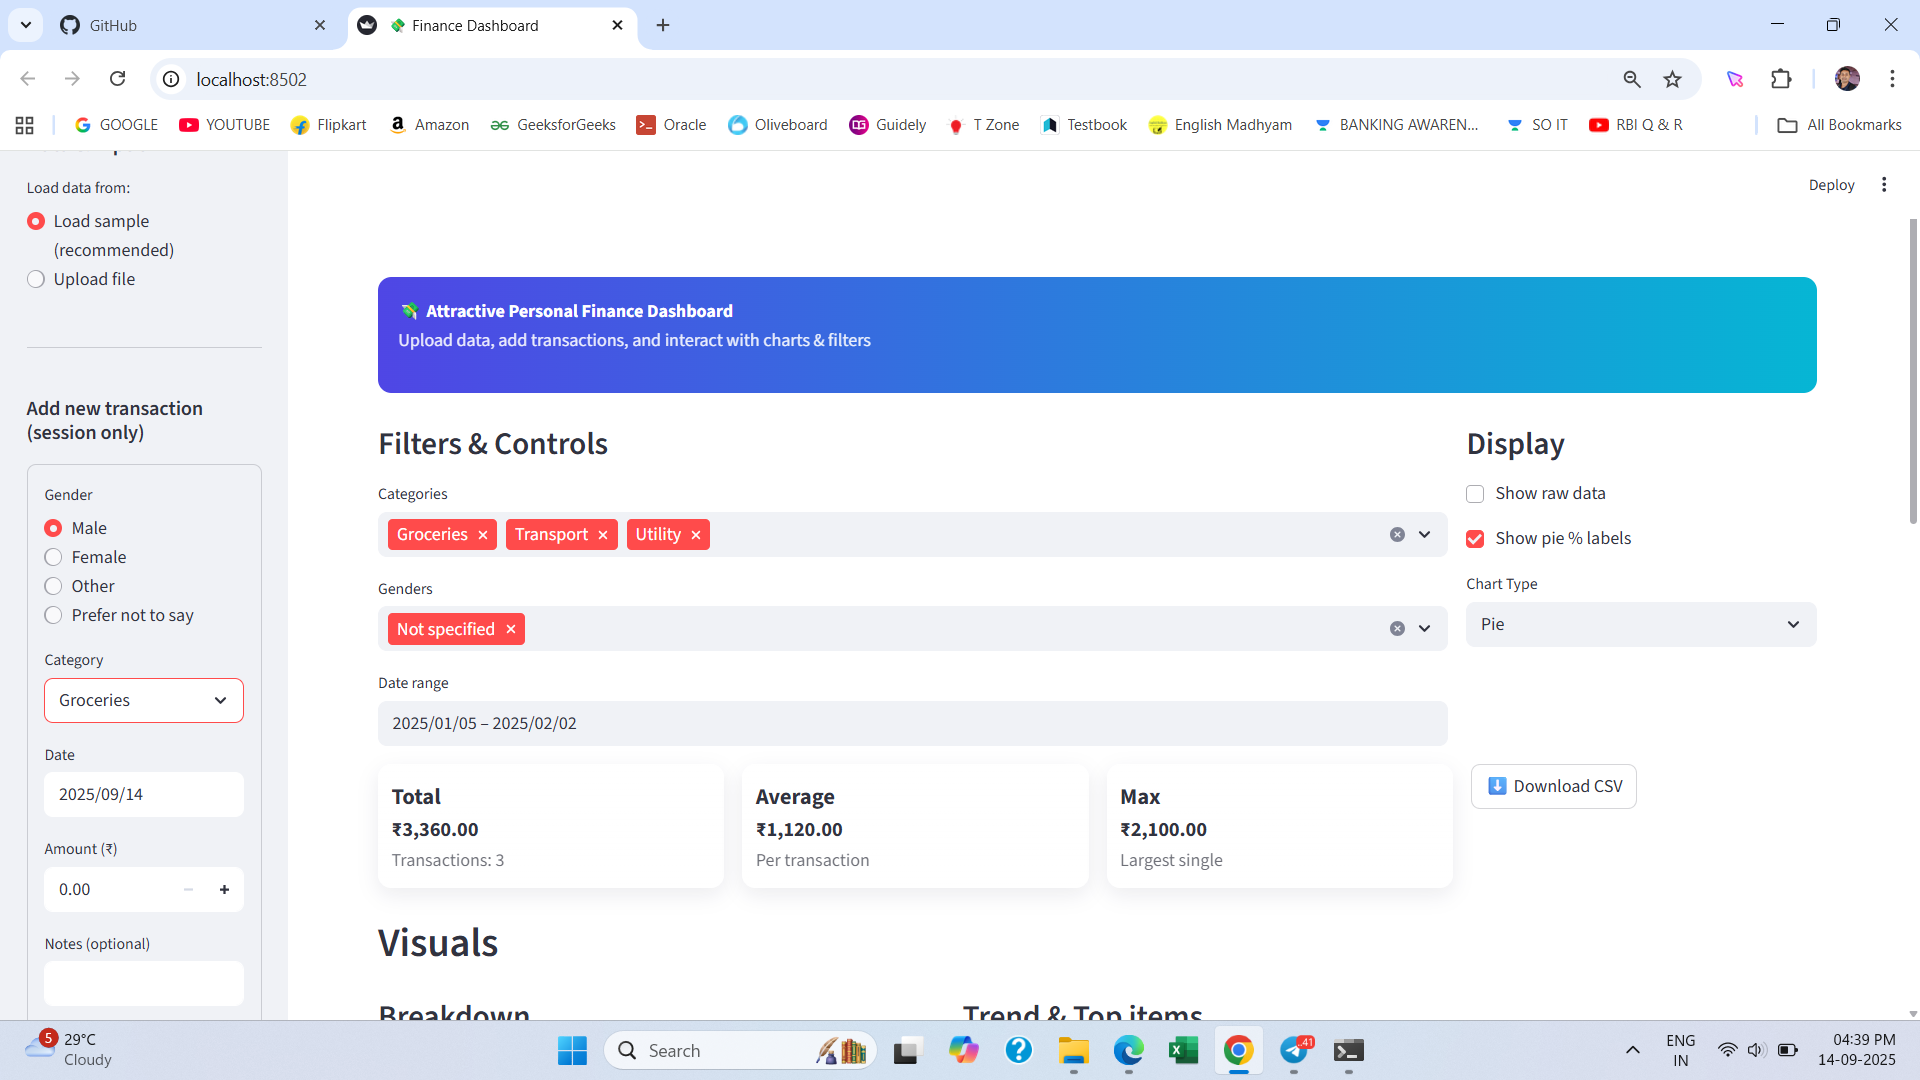 GitHub
💸 Finance Dashboard
localhost:8502
GOOGLE
YOUTUBE
Flipkart
Amazon
GeeksforGeeks
Oracle
Oliveboard
Guidely
T Zone
Testbook
English Madhyam
BANKING AWAREN...
SO IT
RBI Q & R
All Bookmarks
Deploy
Load data from:
Load sample
(recommended)
Upload file
Add new transaction
(session only)
Gender
Male
Female
Other
Prefer not to say
Category
Groceries
Date
2025/09/14
Amount (₹)
0.00
Notes (optional)
💸 Attractive Personal Finance Dashboard
Upload data, add transactions, and interact with charts & filters
Filters & Controls
Categories
Groceries
Transport
Utility
Genders
Not specified
Date range
2025/01/05 – 2025/02/02
Display
Show raw data
Show pie % labels
Chart Type
Pie
Total
₹3,360.00
Transactions: 3
Average
₹1,120.00
Per transaction
Max
₹2,100.00
Largest single
Download CSV
Visuals
Breakdown
Trend & Top items
5
29°C
Cloudy
Search
41
ENG
IN
04:39 PM
14-09-2025